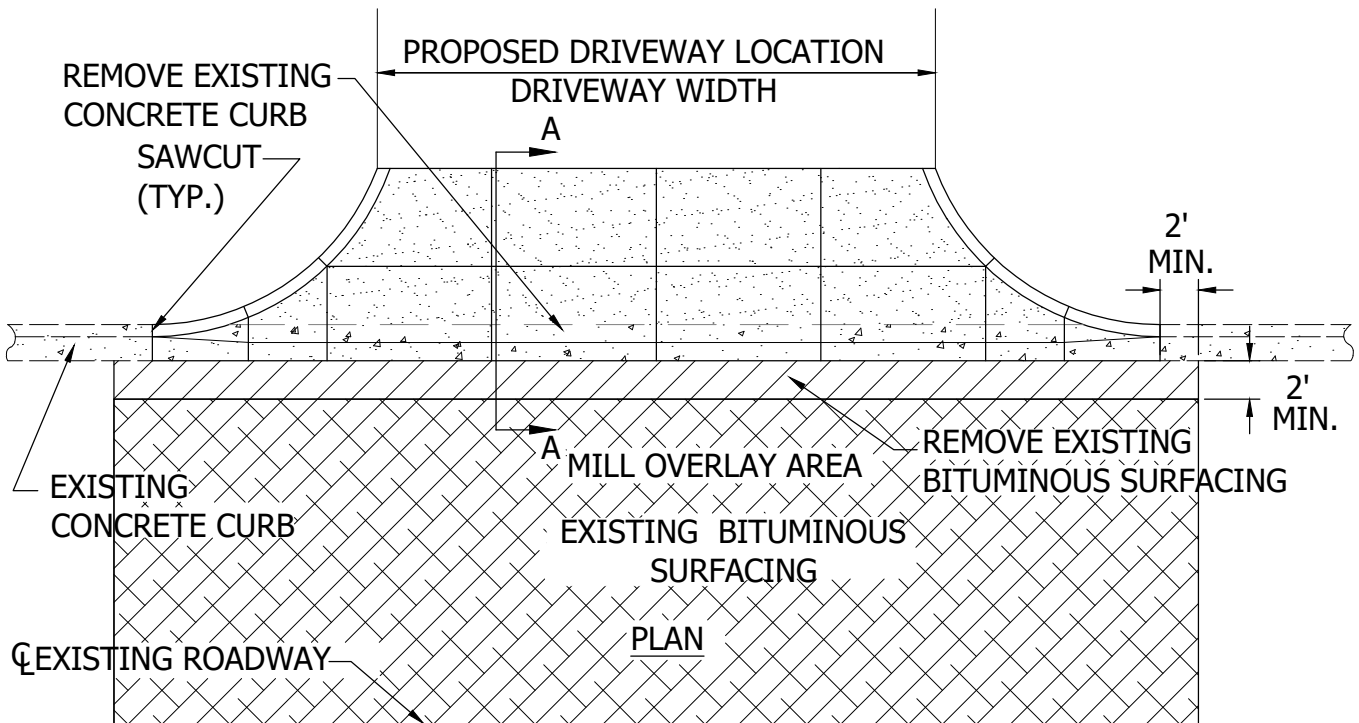 PROPOSED DRIVEWAY LOCATION
DRIVEWAY WIDTH
REMOVE EXISTING
CONCRETE CURB
A
SAWCUT
(TYP.)
2'
MIN.
2'
MIN.
A
MILL OVERLAY AREA
REMOVE EXISTING
BITUMINOUS SURFACING
EXISTING
CONCRETE CURB
EXISTING BITUMINOUS
SURFACING
PLAN
℄ EXISTING ROADWAY